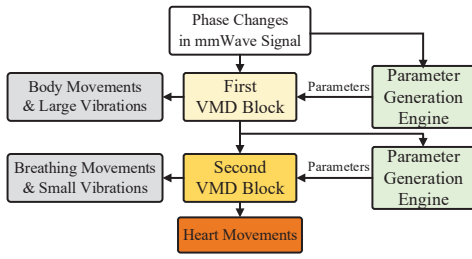 Phase Changes
in mmWave Signal
Body Movements
& Large Vibrations
First
VMD Block
Parameters
Parameter
Generation
Engine
Breathing Movements
& Small Vibrations
Second
VMD Block
Parameters
Parameter
Generation
Engine
Heart Movements